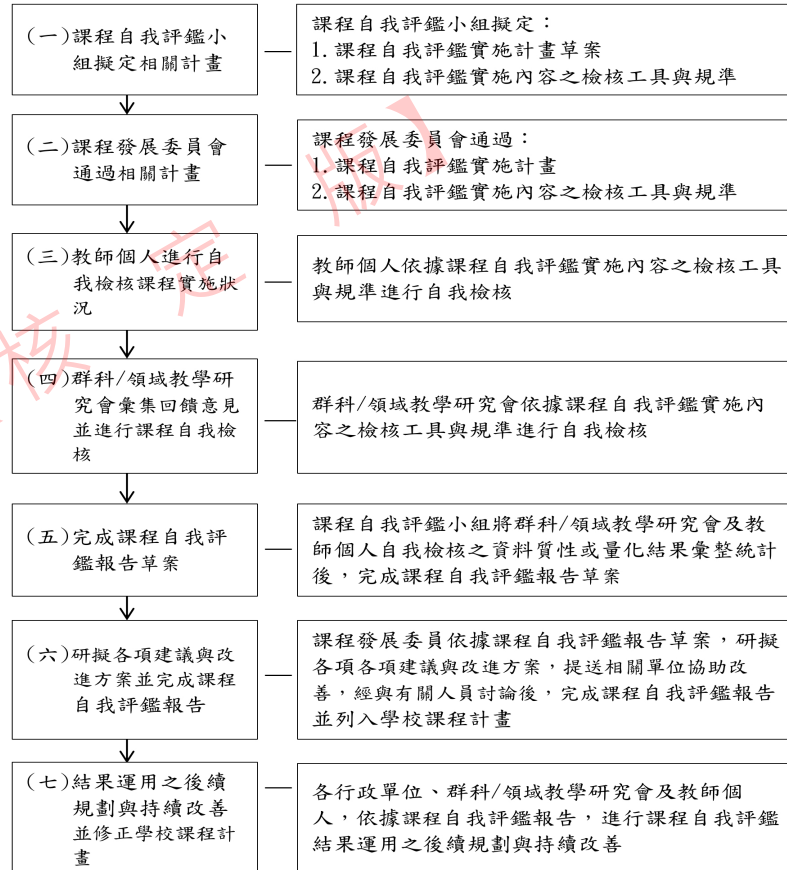 (一)課程自我評鑑小
組擬定相關計畫
課程自我評鑑小組擬定：
1.課程自我評鑑實施計畫草案
2.課程自我評鑑實施內容之檢核工具與規準
(二)課程發展委員會
通過相關計畫
課程發展委員會通過：
1.課程自我評鑑實施計畫
2.課程自我評鑑實施內容之檢核工具與規準
(三)教師個人進行自
我檢核課程實施狀
況
教師個人依據課程自我評鑑實施內容之檢核工具
與規準進行自我檢核
(四)群科/領域教學研
究會彙集回饋意見
並進行課程自我檢
核
群科/領域教學研究會依據課程自我評鑑實施內
容之檢核工具與規準進行自我檢核
(五)完成課程自我評
鑑報告草案
課程自我評鑑小組將群科/領域教學研究會及教
師個人自我檢核之資料質性或量化結果彙整統計
後，完成課程自我評鑑報告草案
(六)研擬各項建議與改
進方案並完成課程
自我評鑑報告
課程發展委員依據課程自我評鑑報告草案，研擬
各項各項建議與改進方案，提送相關單位協助改
善，經與有關人員討論後，完成課程自我評鑑報告
並列入學校課程計畫
(七)結果運用之後續
規劃與持續改善
並修正學校課程計
畫
各行政單位、群科/領域教學研究會及教師個
人，依據課程自我評鑑報告，進行課程自我評鑑
結果運用之後續規劃與持續改善
核定版】